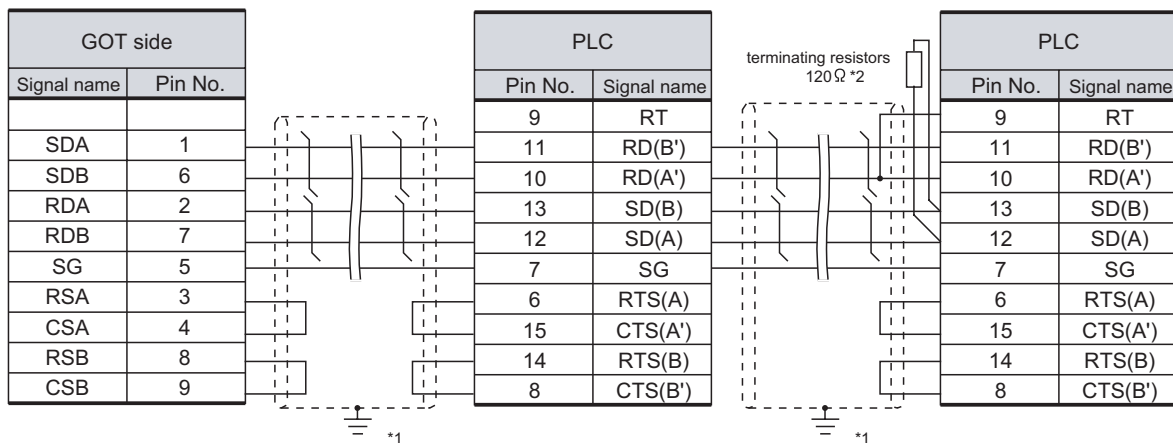 GOT side
Signal name Pin No.
SDA 1
SDB 6
RDA 2
RDB 7
SG 5
RSA 3
CSA 4
RSB 8
CSB 9
*1
PLC
Pin No. Signal name
9 RT
11 RD(B')
10 RD(A')
13 SD(B)
12 SD(A)
7 SG
6 RTS(A)
15 CTS(A')
14 RTS(B)
8 CTS(B')
terminating resistors
120Ω *2
*1
PLC
Pin No. Signal name
9 RT
11 RD(B')
10 RD(A')
13 SD(B)
12 SD(A)
7 SG
6 RTS(A)
15 CTS(A')
14 RTS(B)
8 CTS(B')